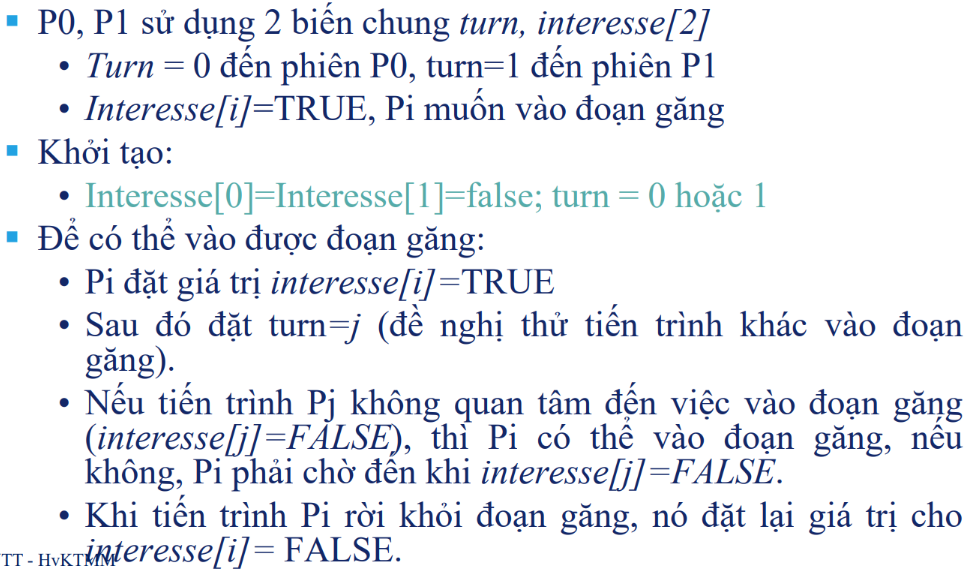 ▪ P0, P1 sử dụng 2 biến chung turn, interesse[2]
• Turn = 0 đến phiên P0, turn=1 đến phiên P1
• Interesse[i]=TRUE, Pi muốn vào đoạn găng
▪ Khởi tạo:
• Interesse[0]=Interesse[1]=false; turn = 0 hoặc 1
▪ Để có thể vào được đoạn găng:
• Pi đặt giá trị interesse[i]=TRUE
• Sau đó đặt turn=j (đề nghị thử tiến trình khác vào đoạn
găng).
• Nếu tiến trình Pj không quan tâm đến việc vào đoạn găng
(interesse[j]=FALSE), thì Pi có thể vào đoạn găng, nếu
không, Pi phải chờ đến khi interesse[j]=FALSE.
• Khi tiến trình Pi rời khỏi đoạn găng, nó đặt lại giá trị cho
interesse[i]= FALSE.
TT - HvKTMM